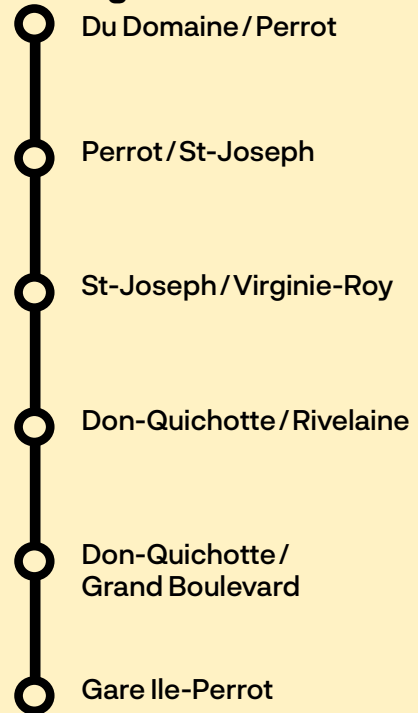 Du Domaine/Perrot
Perrot/St-Joseph
St-Joseph/Virginie-Roy
Don-Quichotte/Rivelaine
Don-Quichotte/
Grand Boulevard
Gare Ile-Perrot